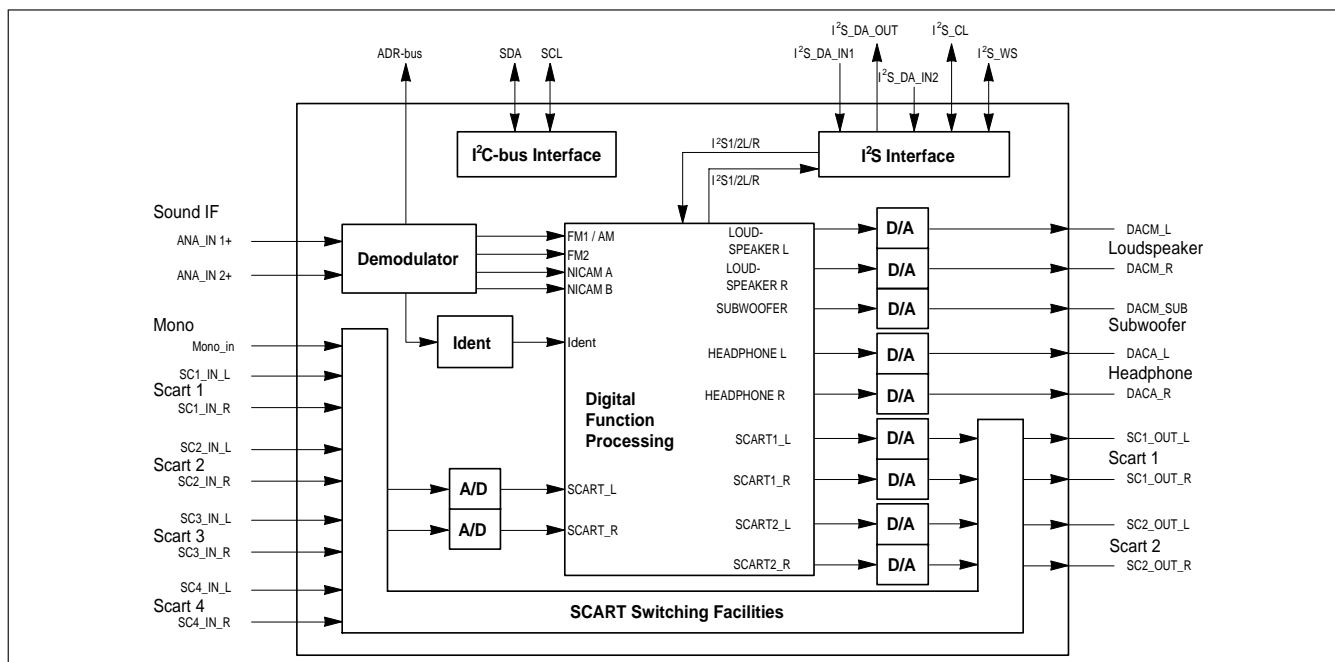 I²S_DA_OUT
I²S_CL
ADR-bus
SDA
SCL
I²S_DA_IN1
I²S_WS
I²S_DA_IN2
I²C-bus Interface
I²S1/2L/R
I²S Interface
I²S1/2L/R
Sound IF
ANA_IN 1+
ANA_IN 2+
Demodulator
FM1 / AM
FM2
NICAM A
NICAM B
LOUD-
SPEAKER L
LOUD-
SPEAKER R
SUBWOOFER
D/A
D/A
D/A
DACM_L
Loudspeaker
DACM_R
DACM_SUB
Subwoofer
Mono
Mono_in
Ident
Ident
HEADPHONE L
HEADPHONE R
D/A
D/A
DACA_L
Headphone
DACA_R
SC1_IN_L
Scart 1
SC1_IN_R
SC2_IN_L
Scart 2
SC2_IN_R
SC3_IN_L
Scart 3
SC3_IN_R
SC4_IN_L
Scart 4
SC4_IN_R
Digital
Function
Processing
A/D
A/D
SCART_L
SCART_R
SCART1_L
SCART1_R
SCART2_L
SCART2_R
D/A
D/A
D/A
D/A
SC1_OUT_L
Scart 1
SC1_OUT_R
SC2_OUT_L
Scart 2
SC2_OUT_R
SCART Switching Facilities